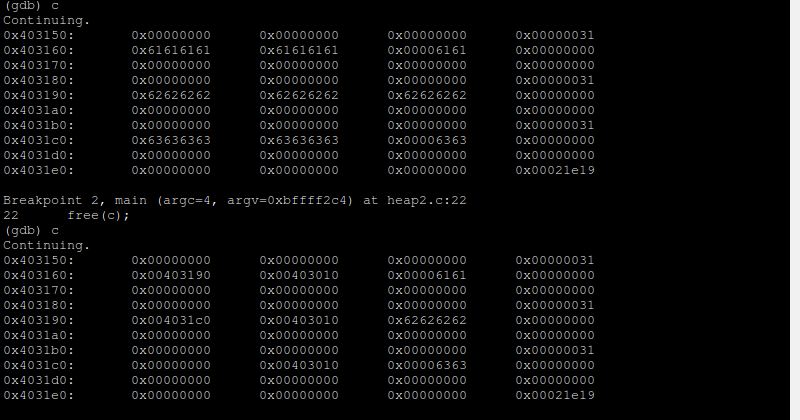 (gdb) c
Continuing.
0x403150: 0x00000000 0x00000000 0x00000000 0x00000031
0x403160: 0x61616161 0x61616161 0x00006161 0x00000000
0x403170: 0x00000000 0x00000000 0x00000000 0x00000000
0x403180: 0x00000000 0x00000000 0x00000000 0x00000031
0x403190: 0x62626262 0x62626262 0x62626262 0x00000000
0x4031a0: 0x00000000 0x00000000 0x00000000 0x00000000
0x4031b0: 0x00000000 0x00000000 0x00000000 0x00000031
0x4031c0: 0x63636363 0x63636363 0x00006363 0x00000000
0x4031d0: 0x00000000 0x00000000 0x00000000 0x00000000
0x4031e0: 0x00000000 0x00000000 0x00000000 0x00021e19
Breakpoint 2, main (argc=4, argv=0xbffff2c4) at heap2.c:22
22 free(c);
(gdb) c
Continuing.
0x403150: 0x00000000 0x00000000 0x00000000 0x00000031
0x403160: 0x00403190 0x00403010 0x00006161 0x00000000
0x403170: 0x00000000 0x00000000 0x00000000 0x00000000
0x403180: 0x00000000 0x00000000 0x00000000 0x00000031
0x403190: 0x004031c0 0x00403010 0x62626262 0x00000000
0x4031a0: 0x00000000 0x00000000 0x00000000 0x00000000
0x4031b0: 0x00000000 0x00000000 0x00000000 0x00000031
0x4031c0: 0x00000000 0x00403010 0x00006363 0x00000000
0x4031d0: 0x00000000 0x00000000 0x00000000 0x00000000
0x4031e0: 0x00000000 0x00000000 0x00000000 0x00021e19